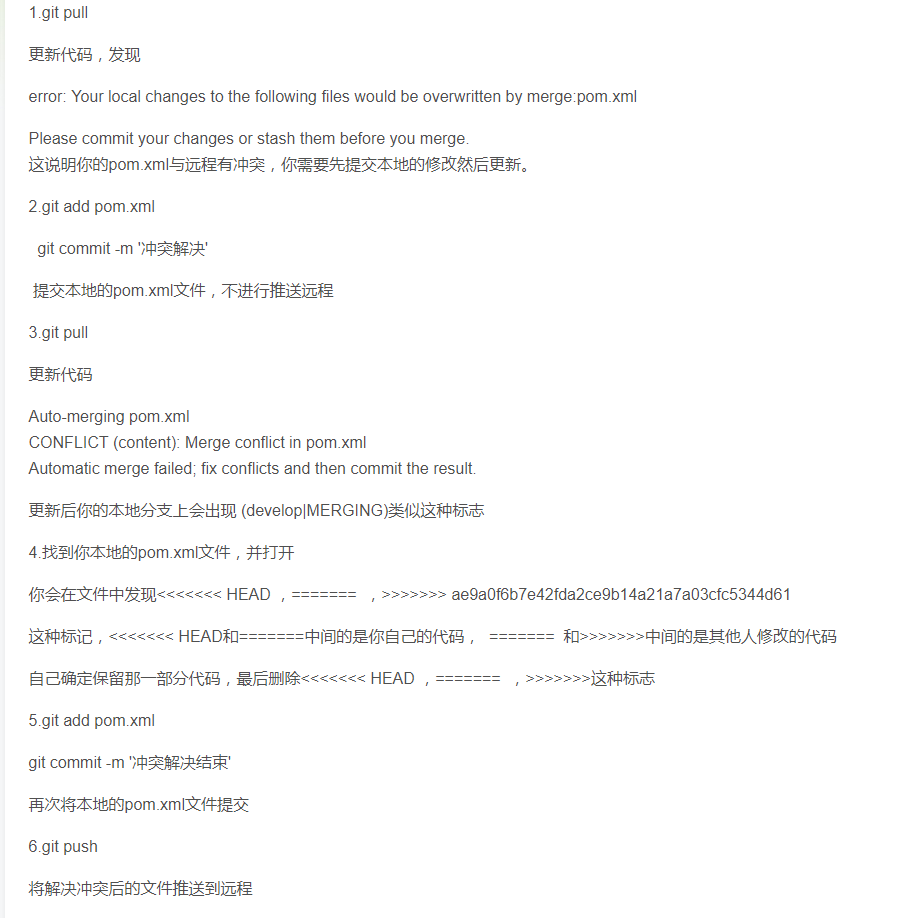 1.git pull
更新代码，发现
error: Your local changes to the following files would be overwritten by merge:pom.xml
Please commit your changes or stash them before you merge.
这说明你的pom.xml与远程有冲突，你需要先提交本地的修改然后更新。
2.git add pom.xml
git commit -m '冲突解决'
提交本地的pom.xml文件，不进行推送远程
3.git pull
更新代码
Auto-merging pom.xml
CONFLICT (content): Merge conflict in pom.xml
Automatic merge failed; fix conflicts and then commit the result.
更新后你的本地分支上会出现 (develop|MERGING)类似这种标志
4.找到你本地的pom.xml文件，并打开
你会在文件中发现<<<<<<< HEAD ，======= ，>>>>>>> ae9a0f6b7e42fda2ce9b14a21a7a03cfc5344d61
这种标记，<<<<<<< HEAD和=======中间的是你自己的代码， ======= 和>>>>>>>中间的是其他人修改的代码
自己确定保留那一部分代码，最后删除<<<<<<< HEAD ，======= ，>>>>>>>这种标志
5.git add pom.xml
git commit -m '冲突解决结束'
再次将本地的pom.xml文件提交
6.git push
将解决冲突后的文件推送到远程